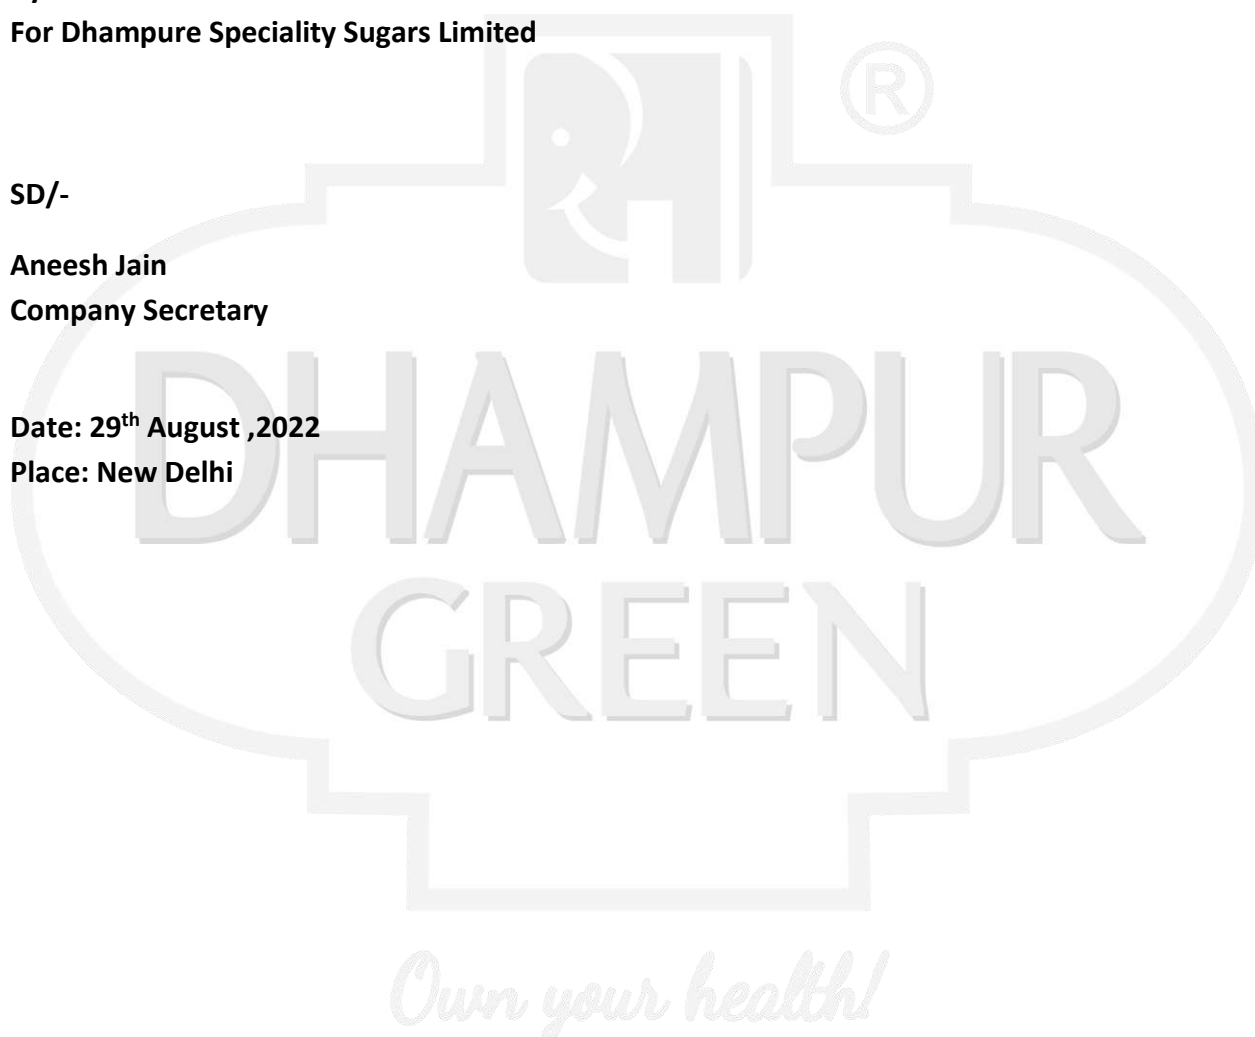 For Dhampure Speciality Sugars Limited
®
SD/-
Aneesh Jain
Company Secretary
DHAMPUR
Date: 29th August ,2022
Place: New Delhi
GREEN
Own your health!